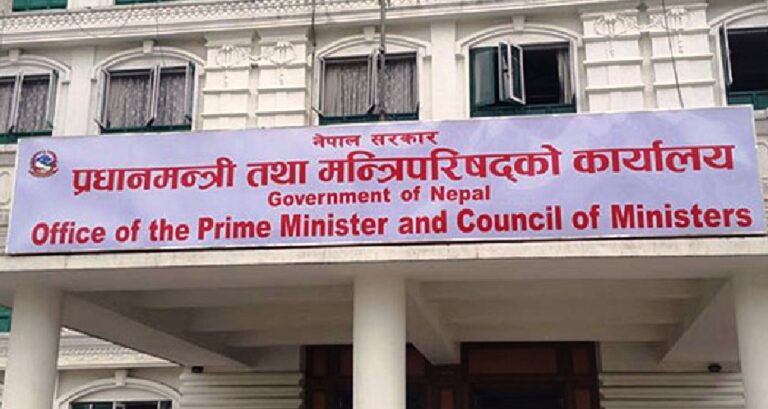 नेपाल सरकार
प्रधानमन्त्री तथा मन्त्रिपरिषद्को कार्यालय
Government of Nepal
Office of the Prime Minister and Council of Ministers